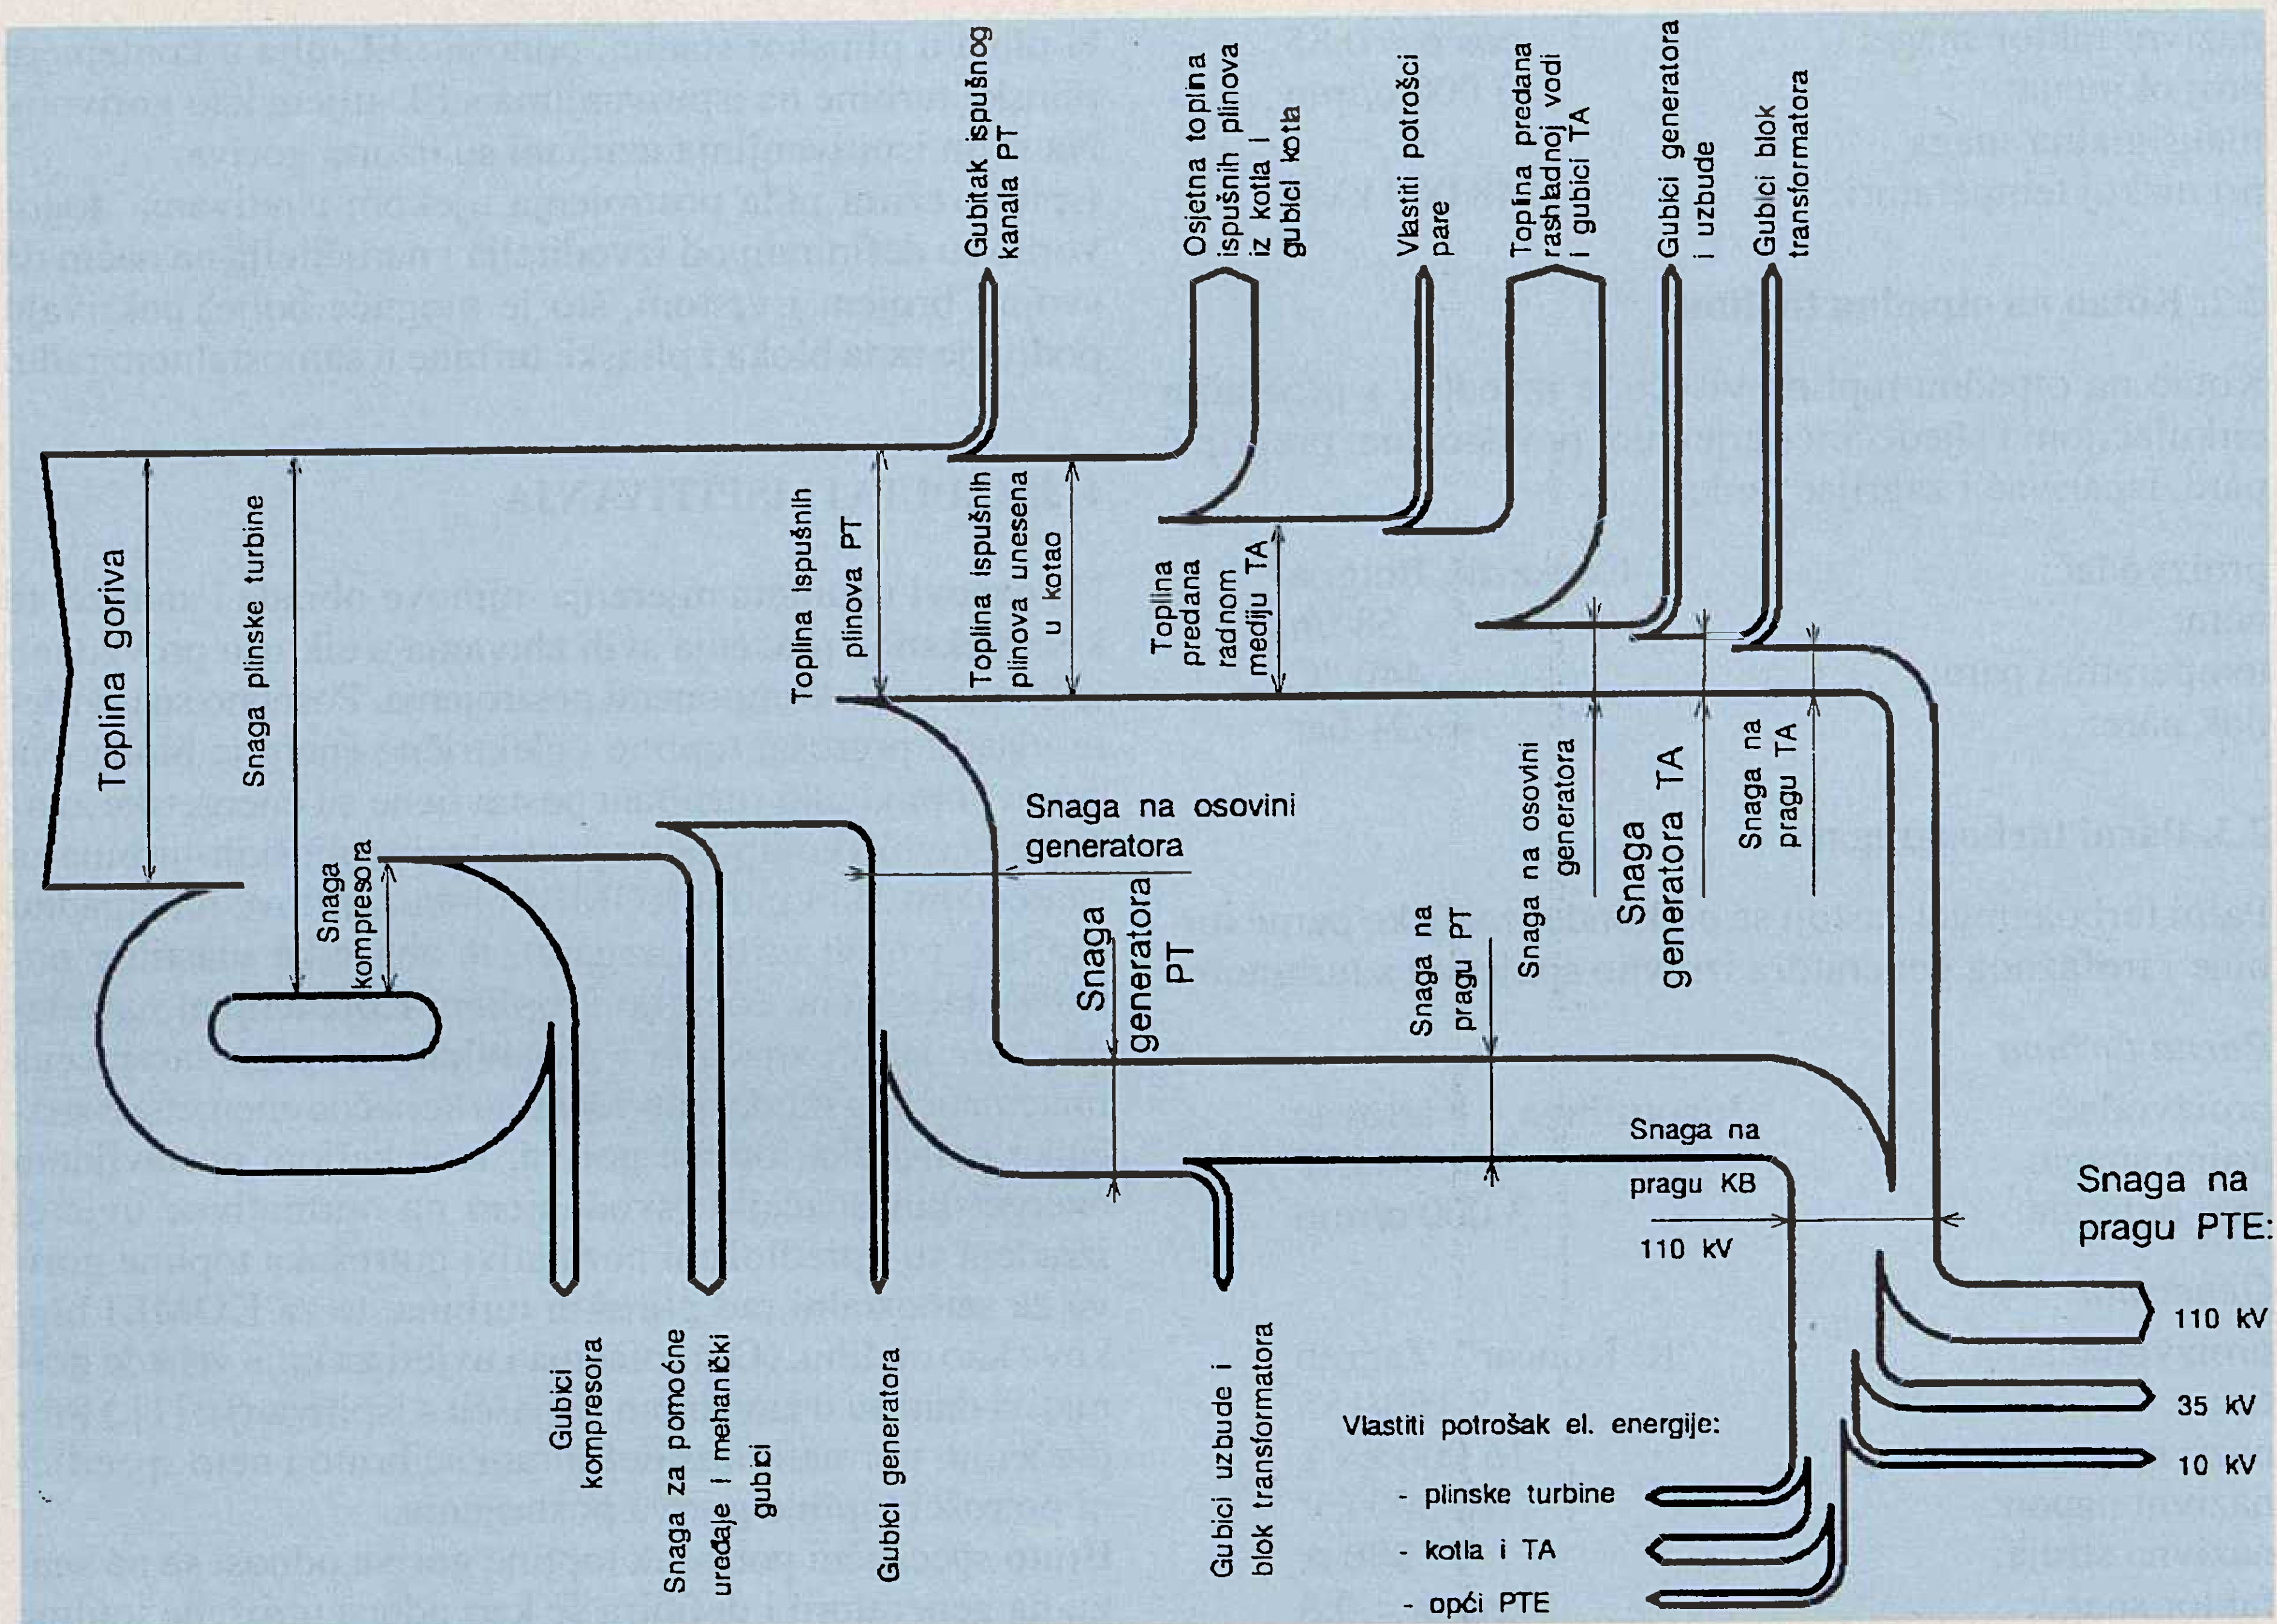 Gubitak ispušnog
kanala PT
Osjetna toplina
ispušnih plinova
iz kotla i
gubici kotla
Vlastiti potrošci
pare
Toplina predana
rashladnoj vodi
i gubici TA
Gubici generatora
i uzbude
Gubici blok
transformatora
Toplina goriva
Snaga plinske turbine
Snaga
kompresora
Toplina ispušnih
plinova PT
Toplina ispušnih
plinova unesena
u kotao
Toplina
predana
radnom
mediju TA
Snaga na osovini
generatora
Snaga
generatora
PT
Snaga na
pragu PT
Snaga na osovini
generatora
Snaga
generatora TA
Snaga na
pragu TA
Snaga na
pragu KB
110 kV
Snaga na
pragu PTE:
110 kV
35 kV
10 kV
Gubici
kompresora
Snaga za pomoćne
uređaje i mehanički
gubici
Gubici generatora
Gubici uzbude i
blok transformatora
Vlastiti potrošak el. energije:
- plinske turbine
- kotla i TA
- opći PTE